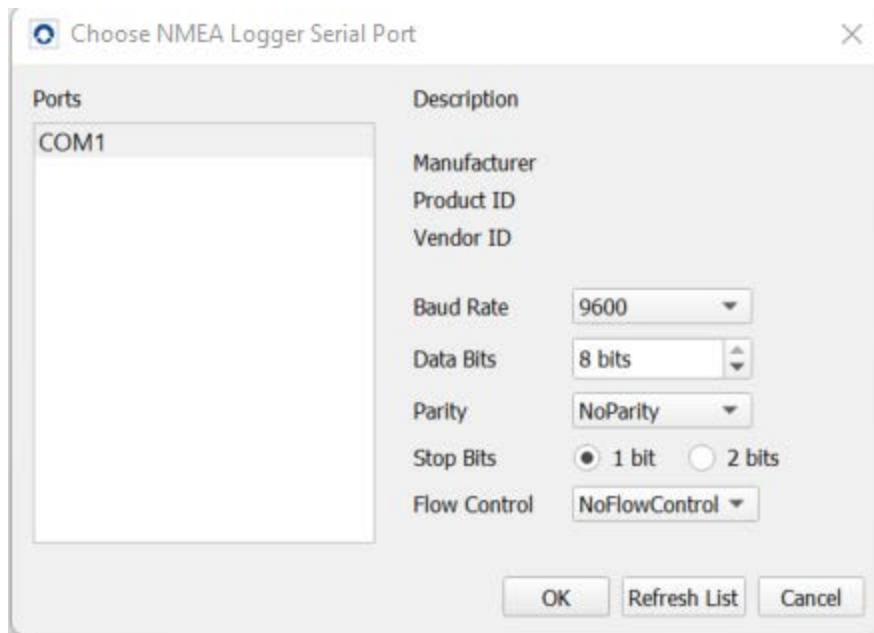 Choose NMEA Logger Serial Port
Ports
COM1
Description
Manufacturer
Product ID
Vendor ID
Baud Rate 9600
Data Bits 8 bits
Parity NoParity
Stop Bits 1 bit 2 bits
Flow Control NoFlowControl
OK Refresh List Cancel